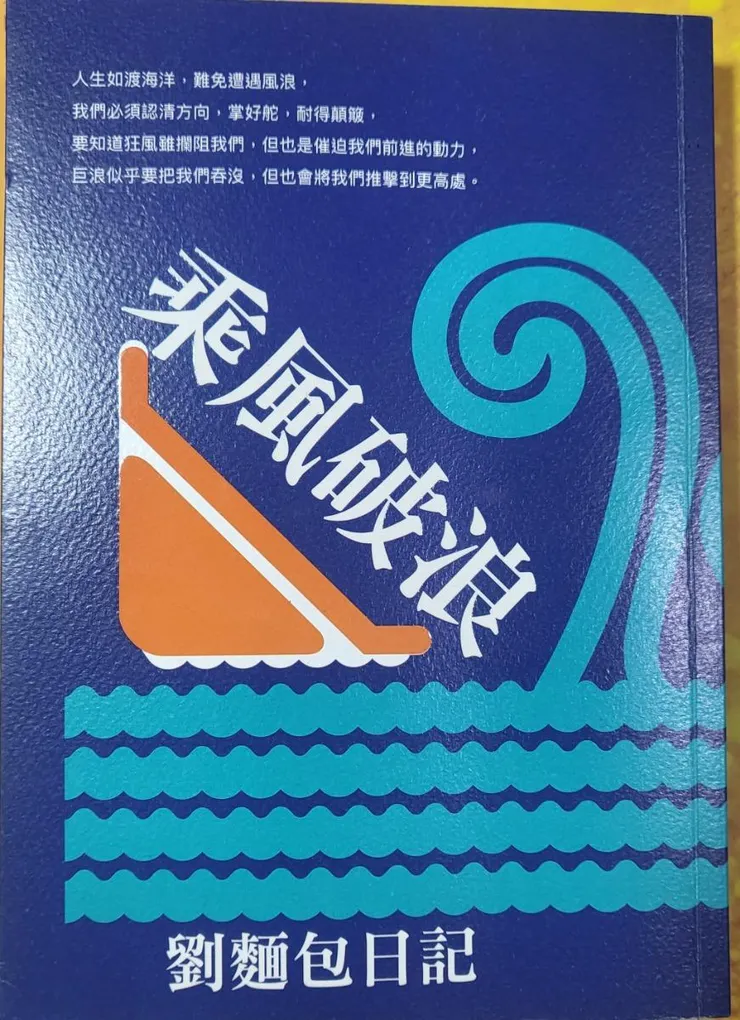 人生如渡海洋，難免遭遇風浪，
我們必須認清方向，掌好舵，耐得顛簸，
要知道狂風雖攔阻我們，但也是催迫我們前進的動力，
巨浪似乎要把我們吞沒，但也會將我們推擊到更高處。
乘風破浪
劉麵包日記